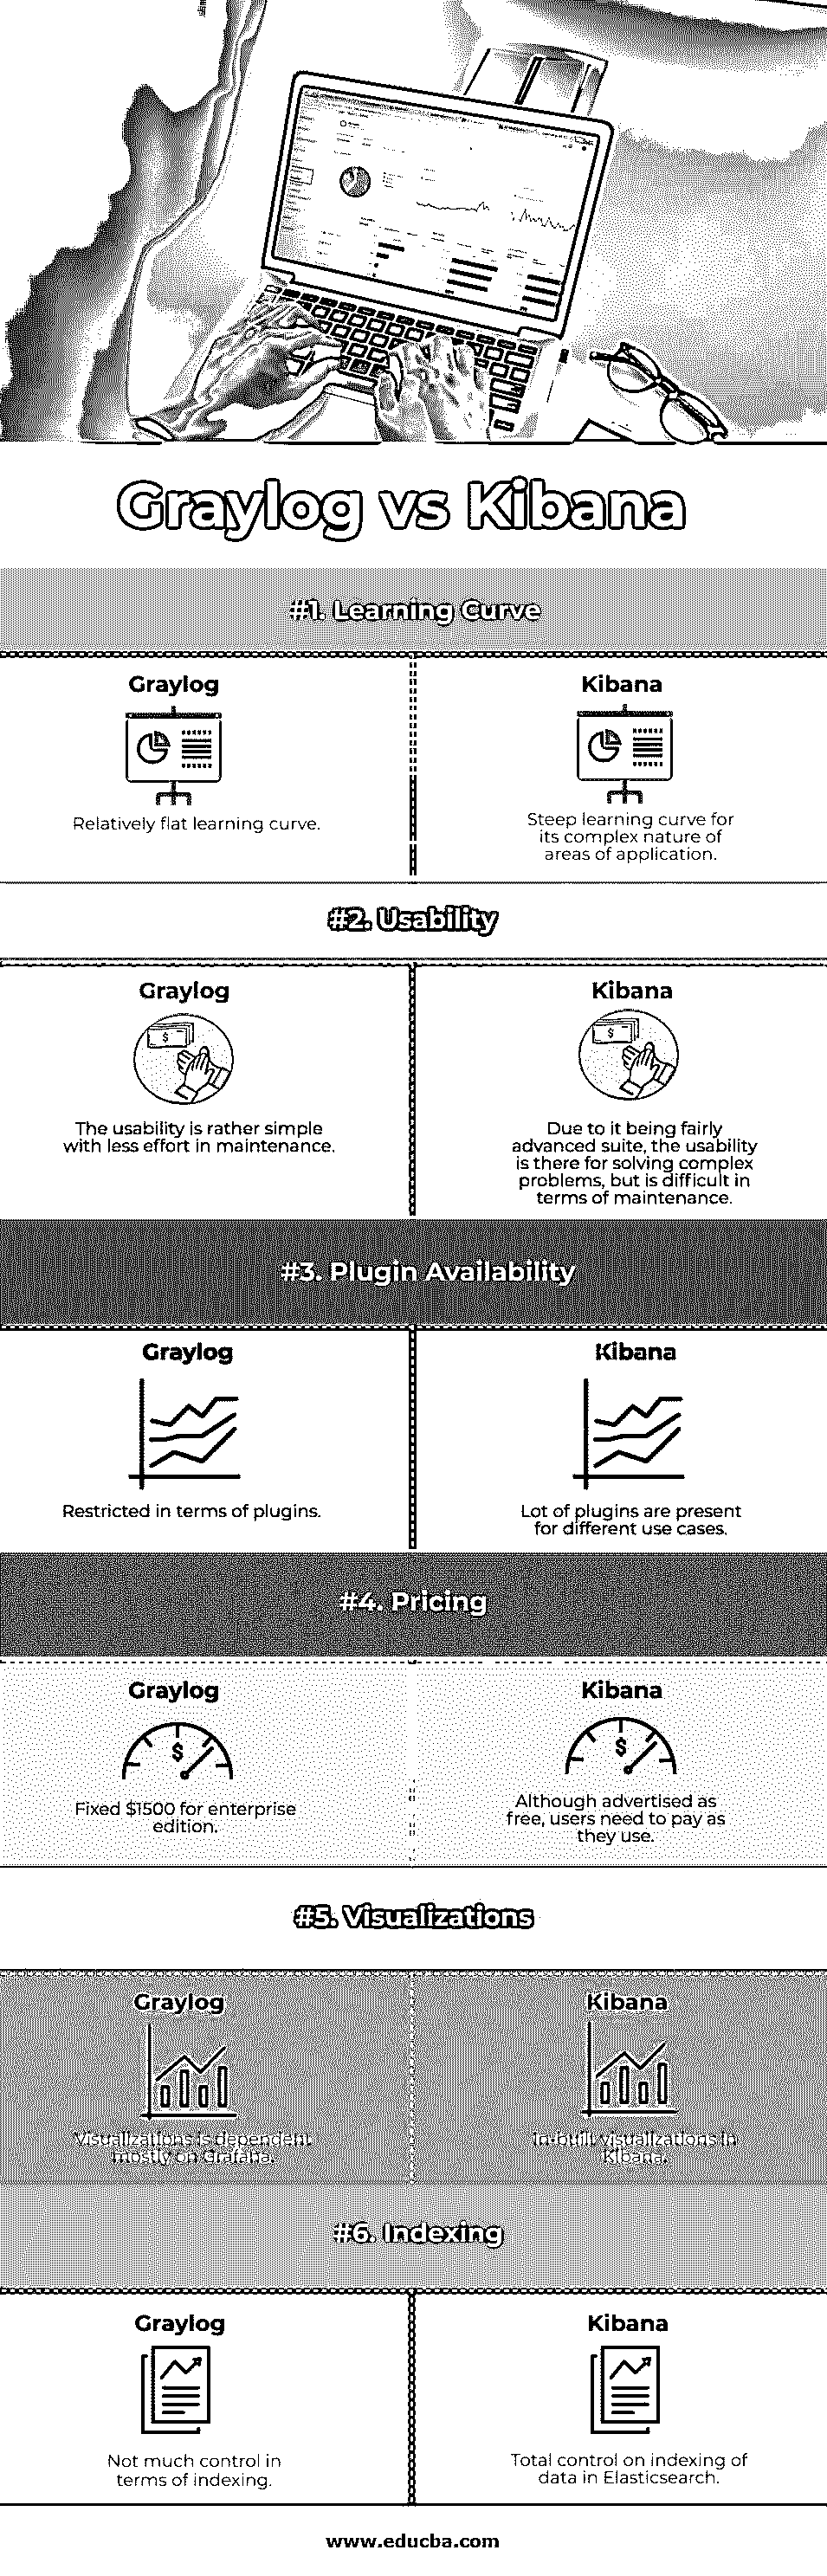 Graylog vs Kibana
#1. Learning Curve
Graylog
Relatively flat learning curve.
Kibana
Steep learning curve for
its complex nature of
areas of application.
#2. Usability
Graylog
The usability is rather simple
with less effort in maintenance.
Kibana
Due to it being fairly
advanced suite, the usability
is there for solving complex
problems, but is difficult in
terms of maintenance.
#3. Plugin Availability
Graylog
Restricted in terms of plugins.
Kibana
Lot of plugins are present
for different use cases.
#4. Pricing
Graylog
$
Fixed $1500 for enterprise
edition.
Kibana
$
Although advertised as
free, users need to pay as
they use.
#5. Visualizations
Graylog
Visualizations is dependent
mostly on Grafana.
Kibana
In-built visualizations in
Kibana.
#6. Indexing
Graylog
Not much control in
terms of indexing.
Kibana
Total control on indexing of
data in Elasticsearch.
www.educba.com